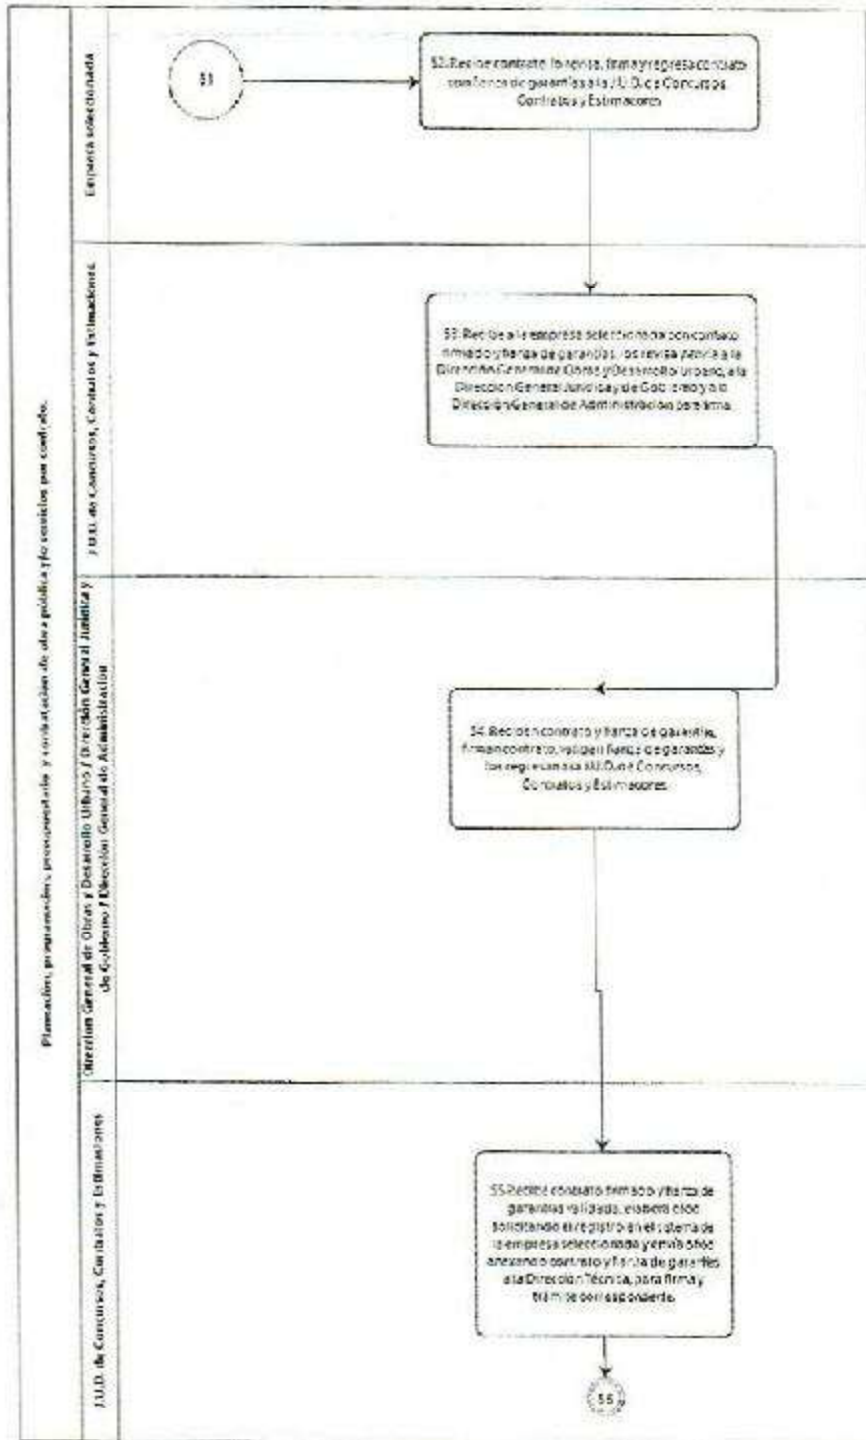 Planeación, programación, presupuestario y contratación de obra pública y/o servicios por contrato.
Empresa seleccionada
51
52. Recibe contrato, lo revisa, firma y regresa contrato
con fianza de garantías a la J.U.D. de Concursos,
Contratos y Estimaciones
J.U.D. de Concursos, Contratos y Estimaciones
53. Recibe a la empresa seleccionada con contrato
firmado y fianza de garantías, los revisa envía a la
Dirección General de Obras y Desarrollo Urbano, a la
Dirección General Jurídica y de Gobierno y a la
Dirección General de Administración para firma.
Dirección General de Obras y Desarrollo Urbano / Dirección General Jurídica y
de Gobierno / Dirección General de Administración
54. Reciben contrato y fianza de garantías,
firman contrato, validan fianza de garantías y
los regresan a la J.U.D. de Concursos,
Contratos y Estimaciones
J.U.D. de Concursos, Contratos y Estimaciones
55 Recibe contrato firmado y fianza de
garantías validada, elabora oficio
solicitando el registro en el sistema de
la empresa seleccionada y envía oficio
anexando contrato y fianza de garantías
a la Dirección Técnica, para firma y
trámite correspondiente.
56